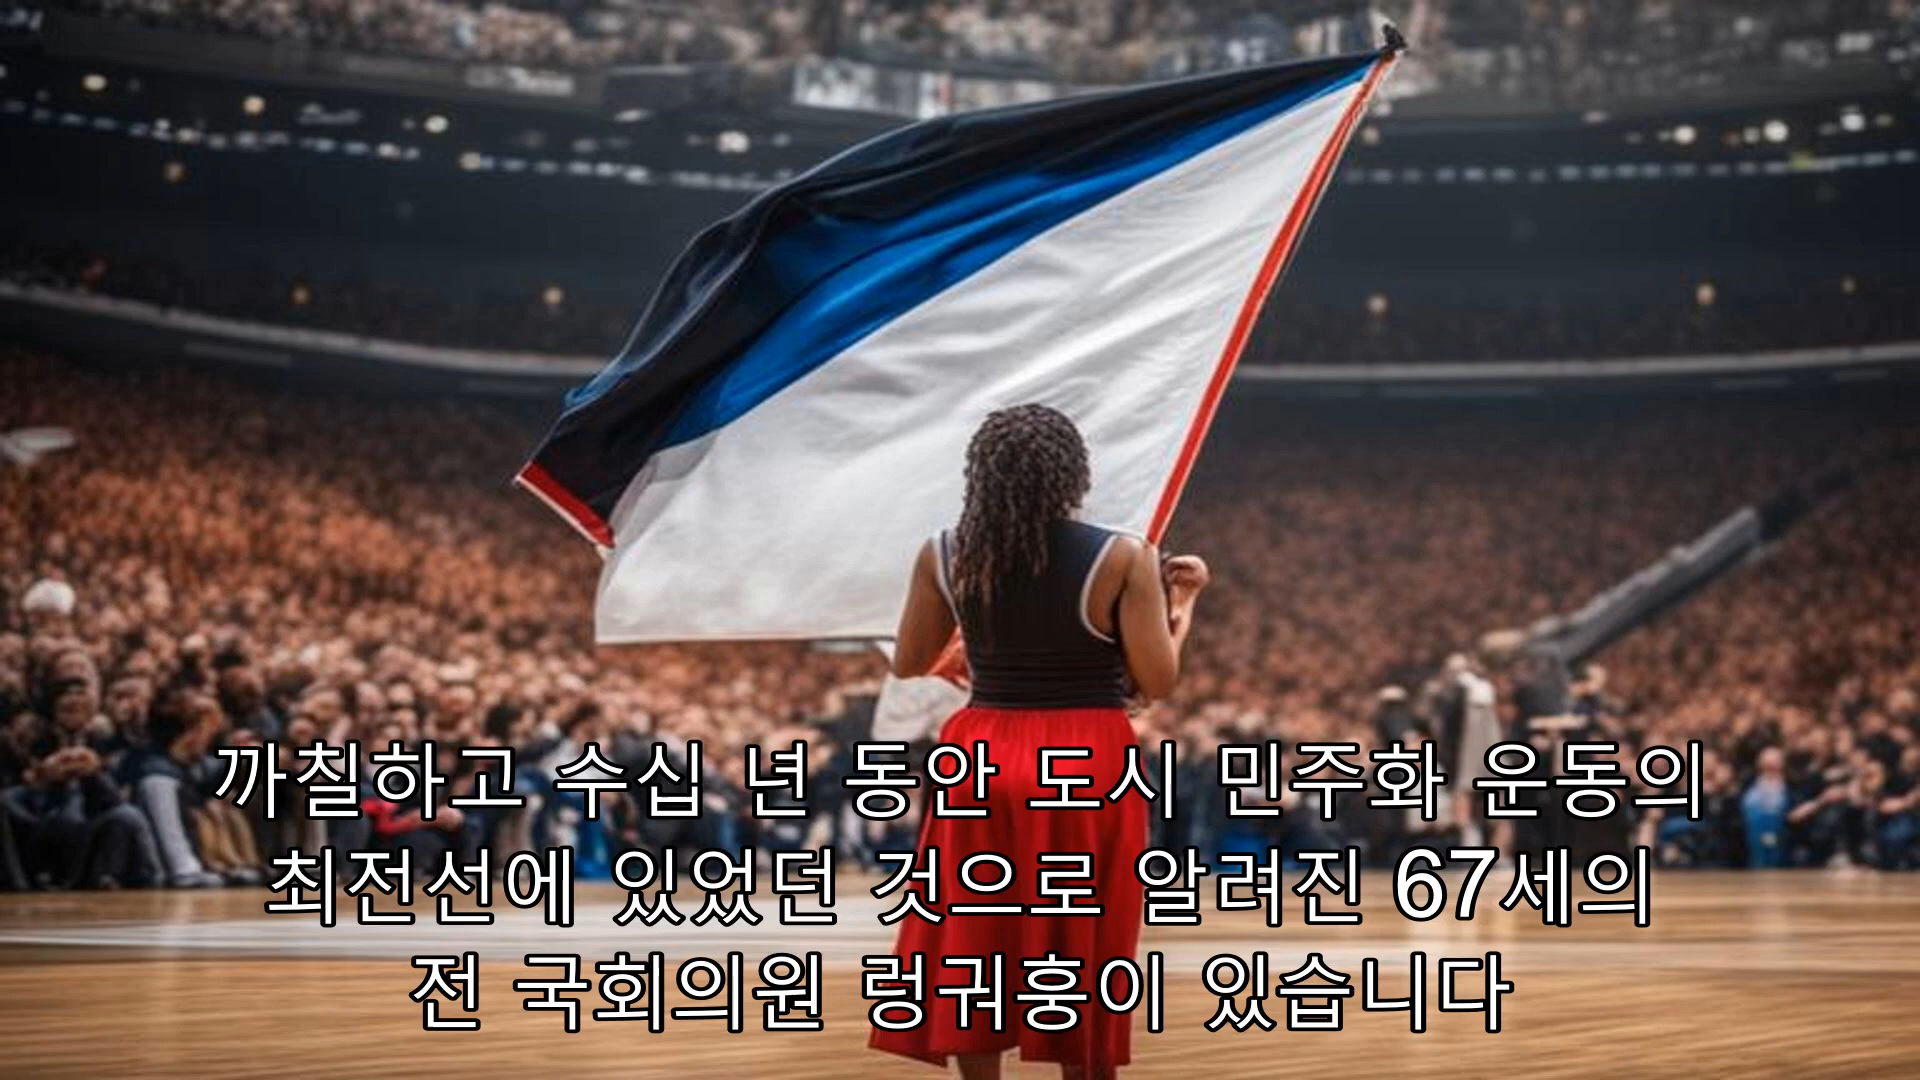 까칠하고 수십 년 동안 도시 민주화 운동의
최전선에 있었던 것으로 알려진 67세의
전 국회의원 렁궈훙이 있습니다